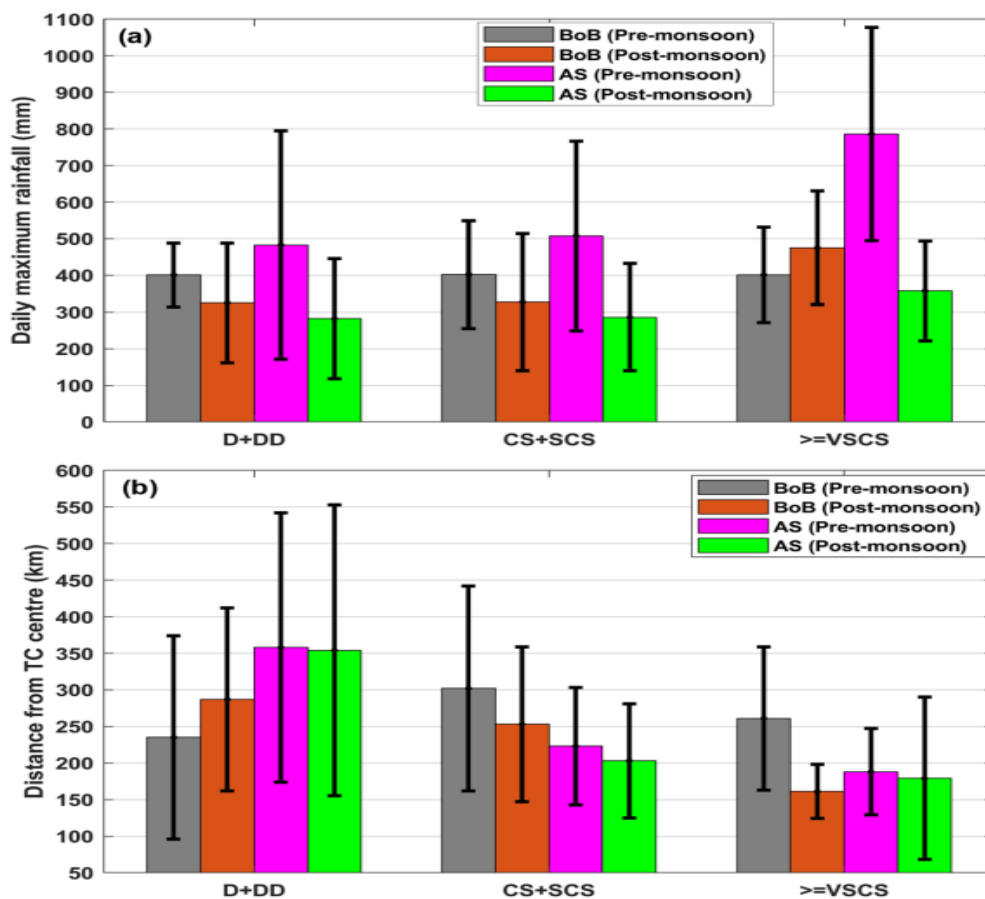 (a)
BoB (Pre-monsoon)
BoB (Post-monsoon)
AS (Pre-monsoon)
AS (Post-monsoon)
Daily maximum rainfall (mm)
1100
1000
900
800
700
600
500
400
300
200
100
0
D+DD CS+SCS >=VSCS
(b)
BoB (Pre-monsoon)
BoB (Post-monsoon)
AS (Pre-monsoon)
AS (Post-monsoon)
Distance from TC centre (km)
600
550
500
450
400
350
300
250
200
150
100
50
D+DD CS+SCS >=VSCS